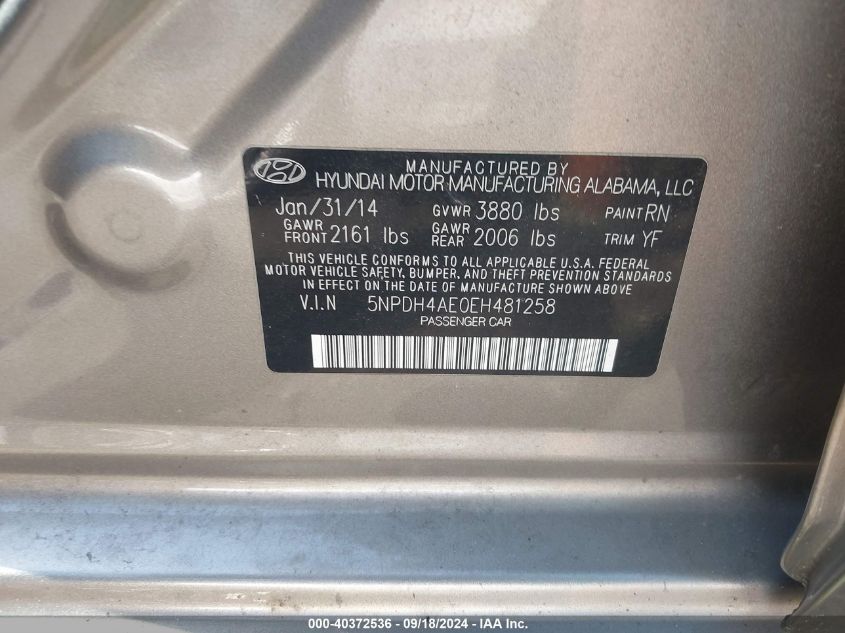 MANUFACTURED BY
HYUNDAI MOTOR MANUFACTURING ALABAMA, LLC
Jan/31/14 GVWR 3880 lbs PAINT RN
GAWR FRONT 2161 lbs GAWR REAR 2006 lbs TRIM YF
THIS VEHICLE CONFORMS TO ALL APPLICABLE U.S.A. FEDERAL
MOTOR VEHICLE SAFETY, BUMPER, AND THEFT PREVENTION STANDARDS
IN EFFECT ON THE DATE OF MANUFACTURE SHOWN ABOVE
V.I.N 5NPDH4AE0EH481258
PASSENGER CAR
000-40372536 - 09/18/2024 - IAA Inc.